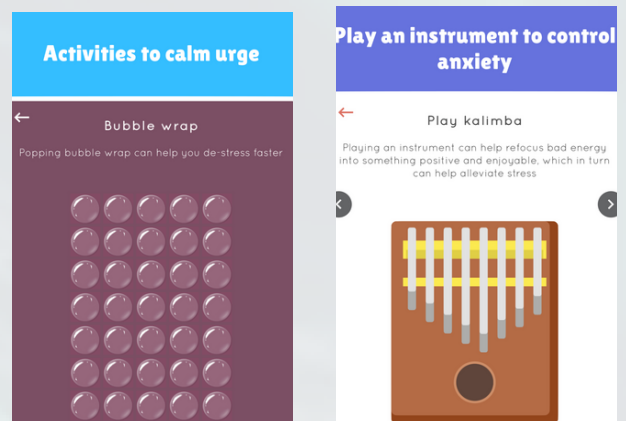 Activities to calm urge
Bubble wrap
Popping bubble wrap can help you de-stress faster
Play an instrument to control
anxiety
Play kalimba
Playing an instrument can help refocus bad energy
into something positive and enjoyable, which in turn
can help alleviate stress